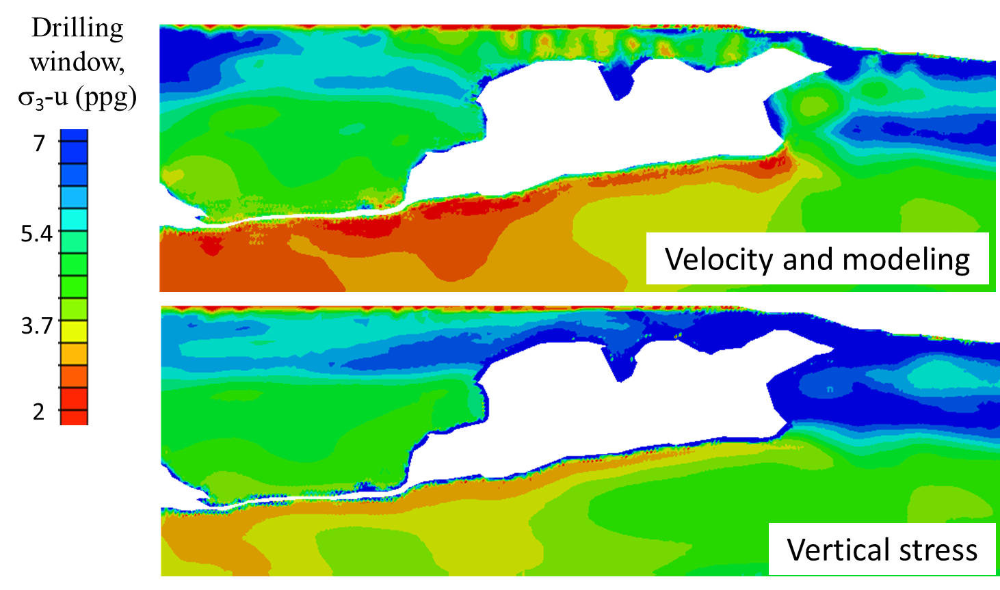 Drilling
window,
σ₃-u (ppg)
7
5.4
3.7
2
Velocity and modeling
Vertical stress